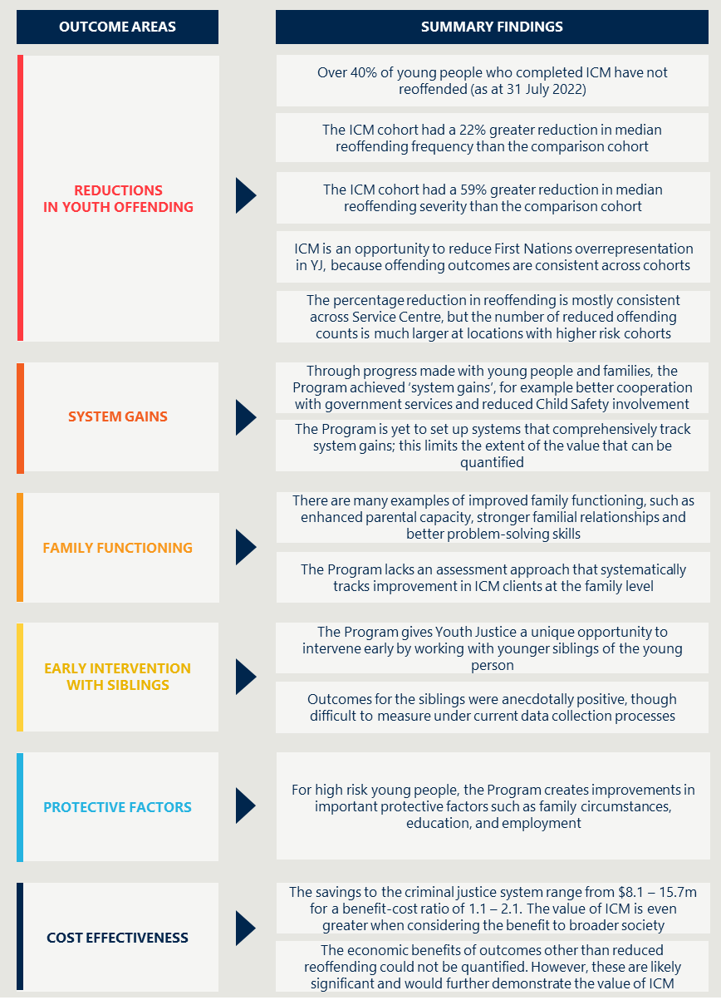 OUTCOME AREAS
SUMMARY FINDINGS
REDUCTIONS
IN YOUTH OFFENDING
Over 40% of young people who completed ICM have not
reoffended (as at 31 July 2022)
The ICM cohort had a 22% greater reduction in median
reoffending frequency than the comparison cohort
The ICM cohort had a 59% greater reduction in median
reoffending severity than the comparison cohort
ICM is an opportunity to reduce First Nations overrepresentation
in YJ, because offending outcomes are consistent across cohorts
The percentage reduction in reoffending is mostly consistent
across Service Centre, but the number of reduced offending
counts is much larger at locations with higher risk cohorts
SYSTEM GAINS
Through progress made with young people and families, the
Program achieved ‘system gains’, for example better cooperation
with government services and reduced Child Safety involvement
The Program is yet to set up systems that comprehensively track
system gains; this limits the extent of the value that can be
quantified
FAMILY FUNCTIONING
There are many examples of improved family functioning, such as
enhanced parental capacity, stronger familial relationships and
better problem-solving skills
The Program lacks an assessment approach that systematically
tracks improvement in ICM clients at the family level
EARLY INTERVENTION
WITH SIBLINGS
The Program gives Youth Justice a unique opportunity to
intervene early by working with younger siblings of the young
person
Outcomes for the siblings were anecdotally positive, though
difficult to measure under current data collection processes
PROTECTIVE FACTORS
For high risk young people, the Program creates improvements in
important protective factors such as family circumstances,
education, and employment
COST EFFECTIVENESS
The savings to the criminal justice system range from $8.1 – 15.7m
for a benefit-cost ratio of 1.1 – 2.1. The value of ICM is even
greater when considering the benefit to broader society
The economic benefits of outcomes other than reduced
reoffending could not be quantified. However, these are likely
significant and would further demonstrate the value of ICM